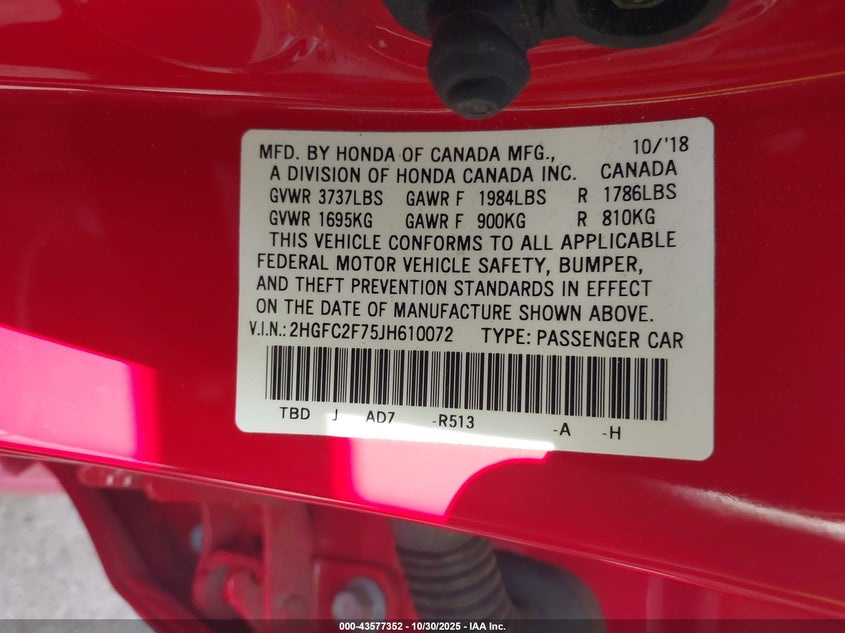 MFD. BY HONDA OF CANADA MFG., 10/'18
A DIVISION OF HONDA CANADA INC. CANADA
GVWR 3737LBS GAWR F 1984LBS R 1786LBS
GVWR 1695KG GAWR F 900KG R 810KG
THIS VEHICLE CONFORMS TO ALL APPLICABLE
FEDERAL MOTOR VEHICLE SAFETY, BUMPER,
AND THEFT PREVENTION STANDARDS IN EFFECT
ON THE DATE OF MANUFACTURE SHOWN ABOVE.
V.I.N.: 2HGFC2F75JH610072 TYPE: PASSENGER CAR
TBD J AD7 -R513 -A -H
000-43577352 | 10/30/2025 - IAA Inc.